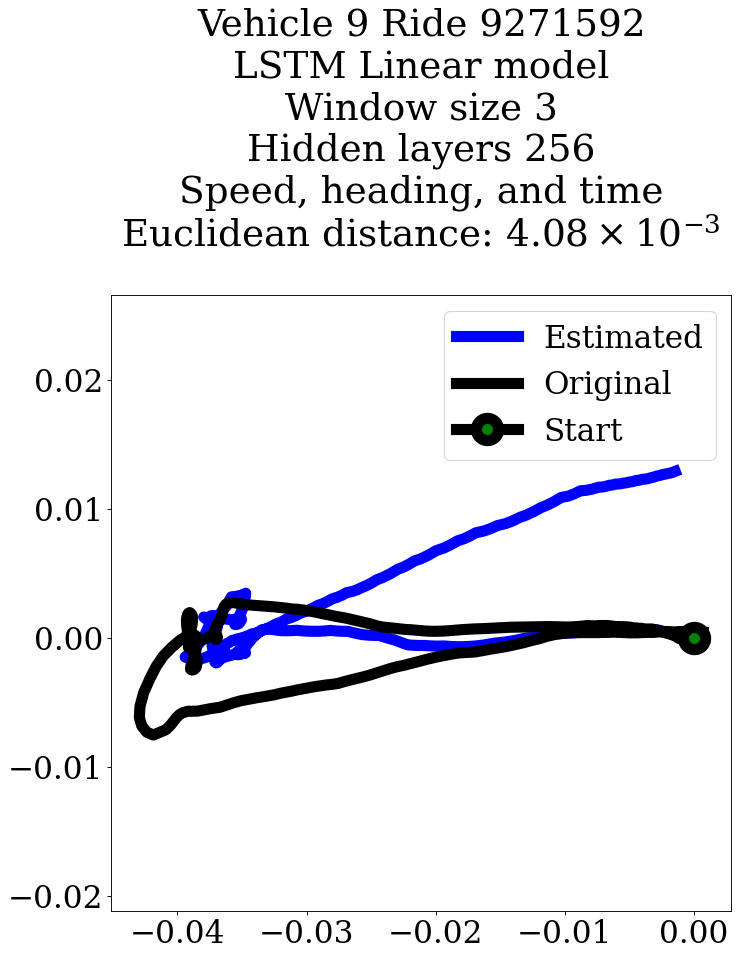 Vehicle 9 Ride 9271592
LSTM Linear model
Window size 3
Hidden layers 256
Speed, heading, and time
Euclidean distance: 4.08 × 10⁻³
Estimated
Original
Start
0.02
0.01
0.00
−0.01
−0.02
−0.04 −0.03 −0.02 −0.01 0.00